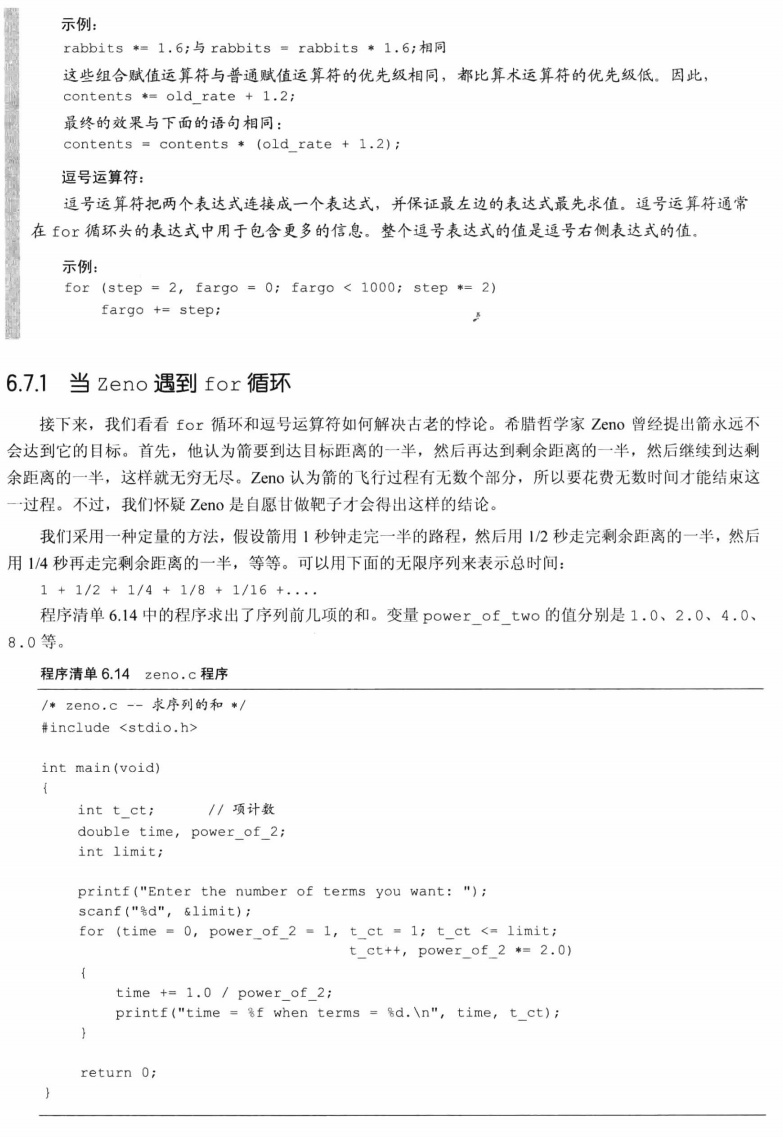 示例：
rabbits *= 1.6;与 rabbits = rabbits * 1.6;相同
这些组合赋值运算符与普通赋值运算符的优先级相同，都比算术运算符的优先级低。因此，
contents *= old_rate + 1.2;
最终的效果与下面的语句相同：
contents = contents * (old_rate + 1.2);
逗号运算符：
逗号运算符把两个表达式连接成一个表达式，并保证最左边的表达式最先求值。逗号运算符通常
在 for 循环头的表达式中用于包含更多的信息。整个逗号表达式的值是逗号右侧表达式的值。
示例：
for (step = 2, fargo = 0; fargo < 1000; step *= 2)
fargo += step;
6.7.1 当 Zeno 遇到 for 循环
接下来，我们看看 for 循环和逗号运算符如何解决古老的悖论。希腊哲学家 Zeno 曾经提出箭永远不
会达到它的目标。首先，他认为箭要到达目标距离的一半，然后再达到剩余距离的一半，然后继续到达剩
余距离的一半，这样就无穷无尽。Zeno 认为箭的飞行过程有无数个部分，所以要花费无数时间才能结束这
一过程。不过，我们怀疑 Zeno 是自愿甘做靶子才会得出这样的结论。
我们采用一种定量的方法，假设箭用 1 秒钟走完一半的路程，然后用 1/2 秒走完剩余距离的一半，然后
用 1/4 秒再走完剩余距离的一半，等等。可以用下面的无限序列来表示总时间：
1 + 1/2 + 1/4 + 1/8 + 1/16 +....
程序清单 6.14 中的程序求出了序列前几项的和。变量 power_of_two 的值分别是 1.0、2.0、4.0、
8.0 等。
程序清单 6.14 zeno.c 程序
/* zeno.c -- 求序列的和 */
#include <stdio.h>
int main(void)
{
int t_ct; // 项计数
double time, power_of_2;
int limit;
printf("Enter the number of terms you want: ");
scanf("%d", &limit);
for (time = 0, power_of_2 = 1, t_ct = 1; t_ct <= limit;
t_ct++, power_of_2 *= 2.0)
{
time += 1.0 / power_of_2;
printf("time = %f when terms = %d.\n", time, t_ct);
}
return 0;
}